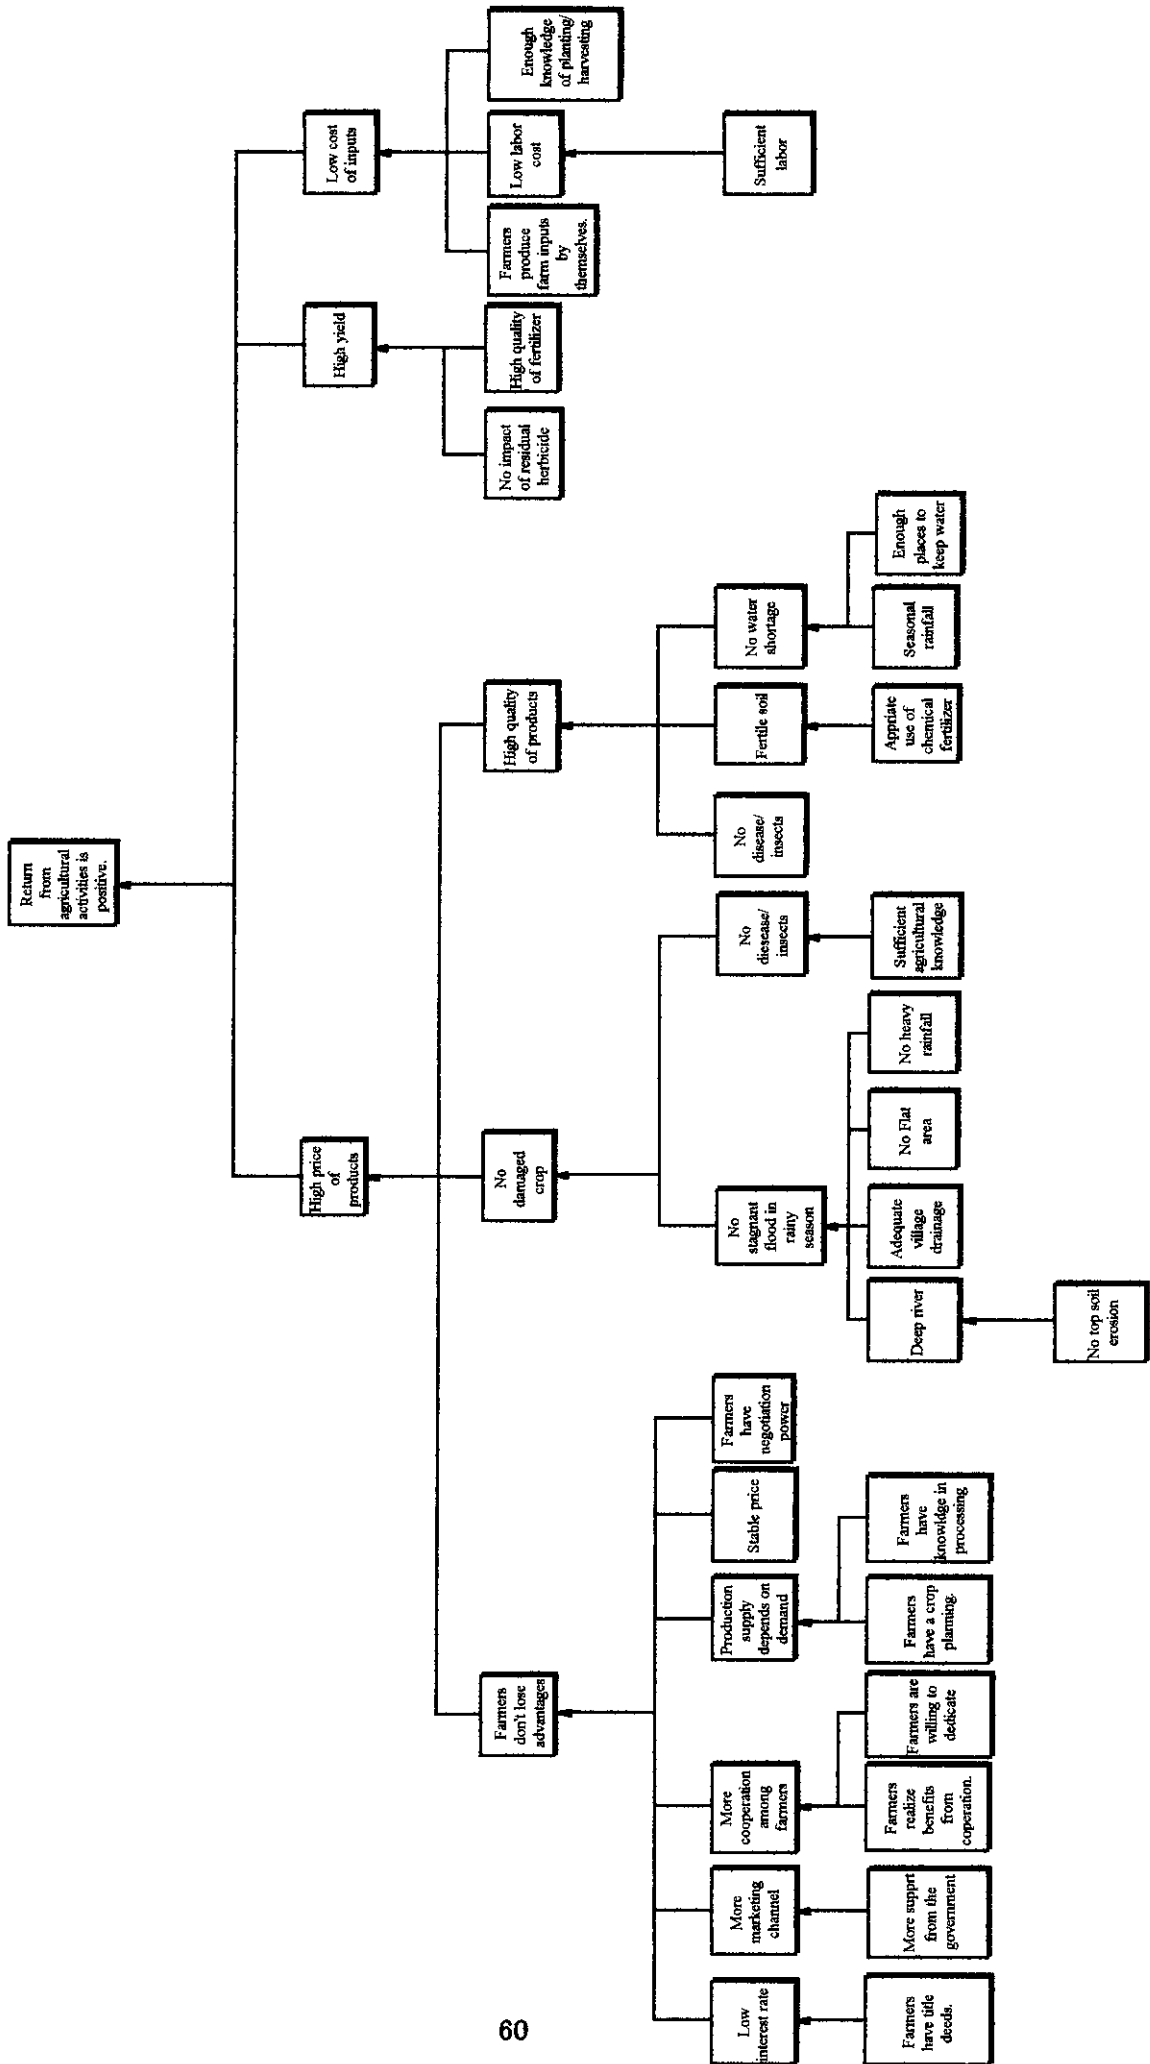 Return
from
agricultural
activities is
positive.
High price
of
products
High yield
Low cost
of inputs
Farmers
don't lose
advantages
No
damaged
crop
High quality
of products
No impact
of residual
herbicide
High quality
of fertilizer
Farmers
produce
farm inputs
by
themselves.
Low labor
cost
Enough
knowledge
of planting/
harvesting
Low
interest rate
More
marketing
channel
More
cooperation
among
farmers
Production
supply
depends on
demand
Stable price
Farmers
have
negotiation
power
No
stagnant
flood in
rainy
season
No
diesease/
insects
No
disease/
insects
Fertile soil
No water
shortage
Sufficient
labor
Farmers
have title
deeds.
More supprt
from the
government
Farmers
realize
benefits
from
coperation.
Farmers are
willing to
dedicate
Farmers
have a crop
planning.
Farmers
have
knowldge in
processing
Deep river
Adequate
village
drainage
No Flat
area
No heavy
rainfall
Sufficient
agricultural
knowledge
Appriate
use of
chemical
fertilizer
Seasonal
rainfall
Enough
places to
keep water
No top soil
erosion
60